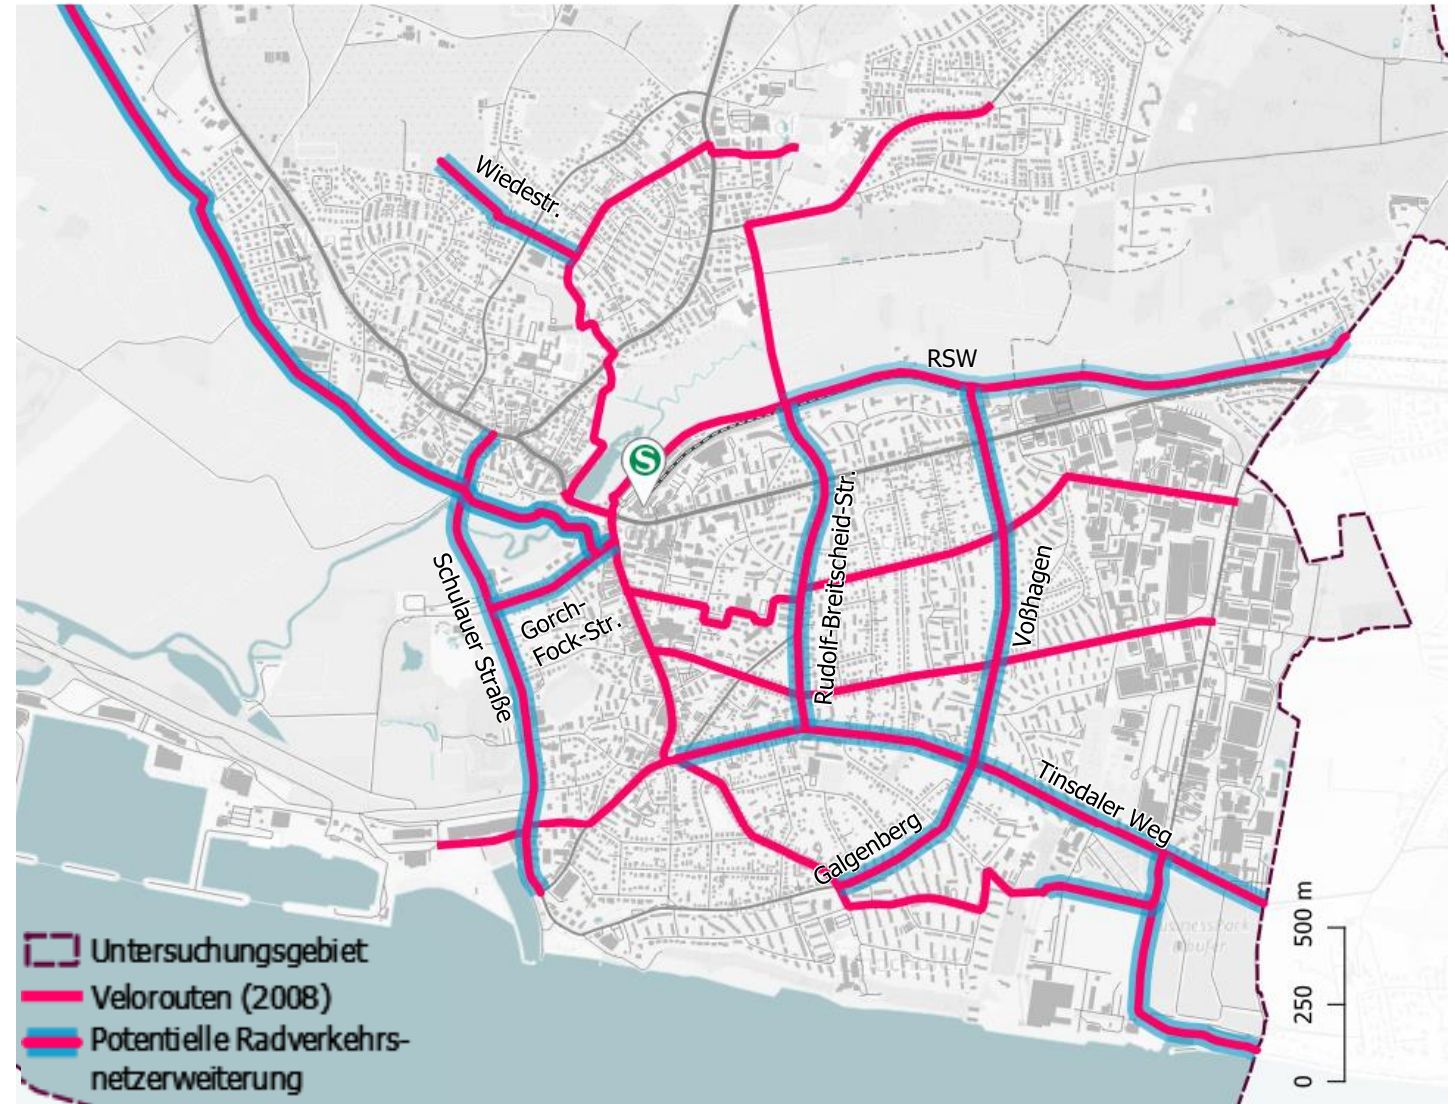 Wiedestr.
RSW
S
Rudolf-Breitscheid-Str.
Voßhagen
Schulauer Straße
Gorch-
Fock-Str.
Tinsdaler Weg
Galgenberg
500 m
250
0
Untersuchungsgebiet
Velorouten (2008)
Potentielle Radverkehrs-
netzerweiterung